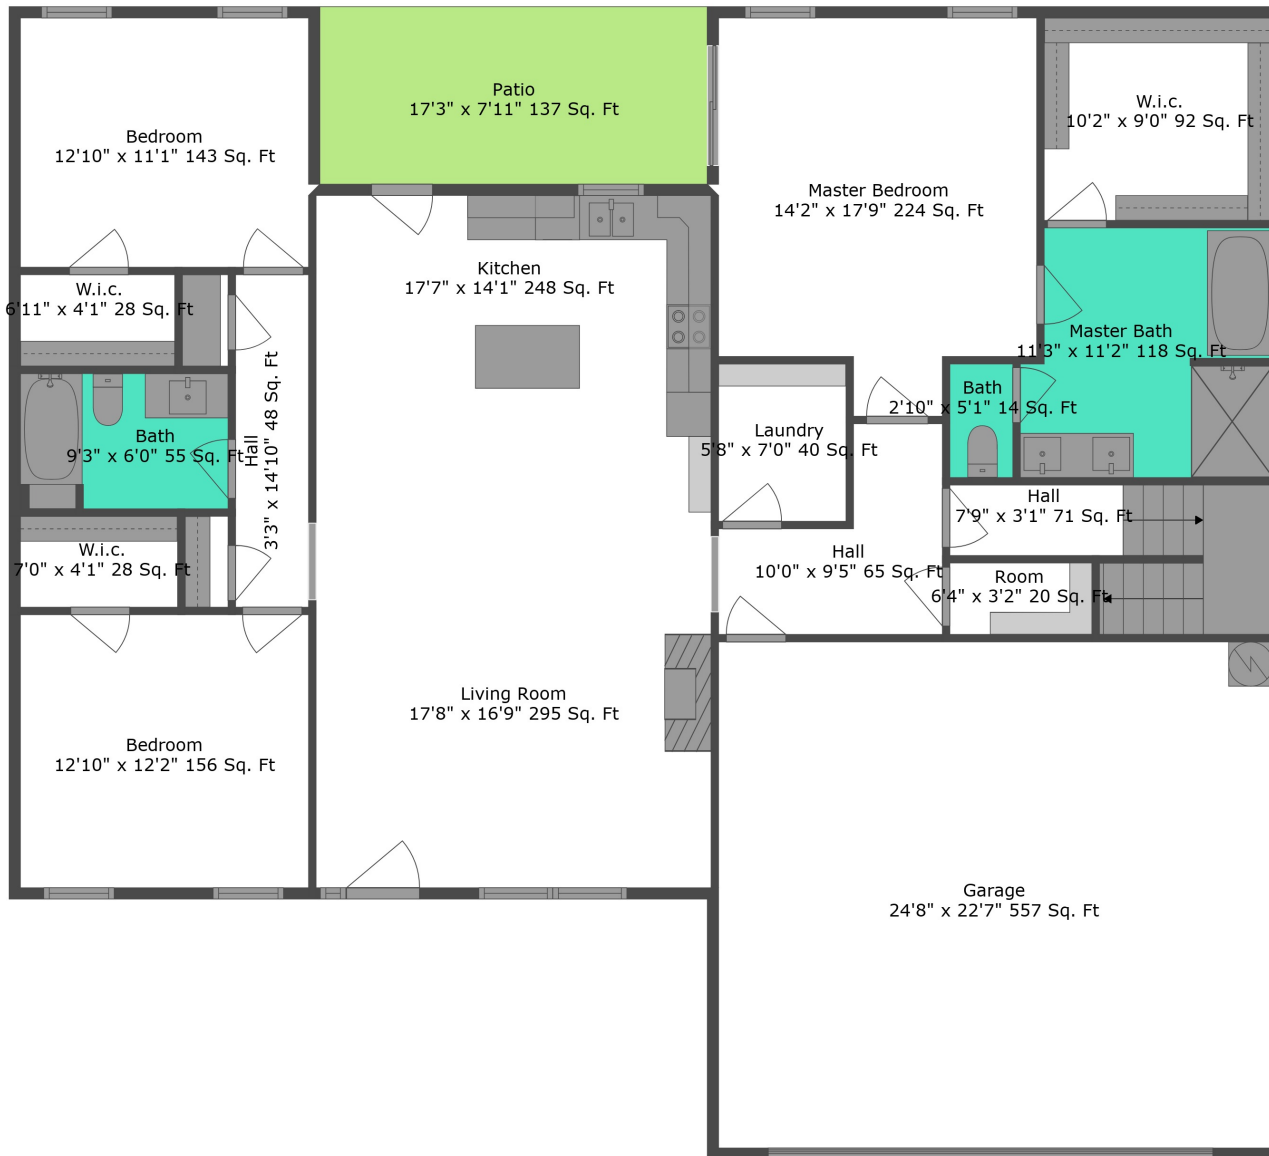 Patio
17'3" x 7'11" 137 Sq. Ft
W.i.c.
10'2" x 9'0" 92 Sq. Ft
Bedroom
12'10" x 11'1" 143 Sq. Ft
Master Bedroom
14'2" x 17'9" 224 Sq. Ft
Kitchen
17'7" x 14'1" 248 Sq. Ft
W.i.c.
6'11" x 4'1" 28 Sq. Ft
Master Bath
11'3" x 11'2" 118 Sq. Ft
Hall
3'3" x 14'10" 48 Sq. Ft
Bath
2'10" x 5'1" 14 Sq. Ft
Bath
9'3" x 6'0" 55 Sq. Ft
Laundry
5'8" x 7'0" 40 Sq. Ft
Hall
7'9" x 3'1" 71 Sq. Ft
W.i.c.
7'0" x 4'1" 28 Sq. Ft
Hall
10'0" x 9'5" 65 Sq. Ft
Room
6'4" x 3'2" 20 Sq. Ft
Living Room
17'8" x 16'9" 295 Sq. Ft
Bedroom
12'10" x 12'2" 156 Sq. Ft
Garage
24'8" x 22'7" 557 Sq. Ft